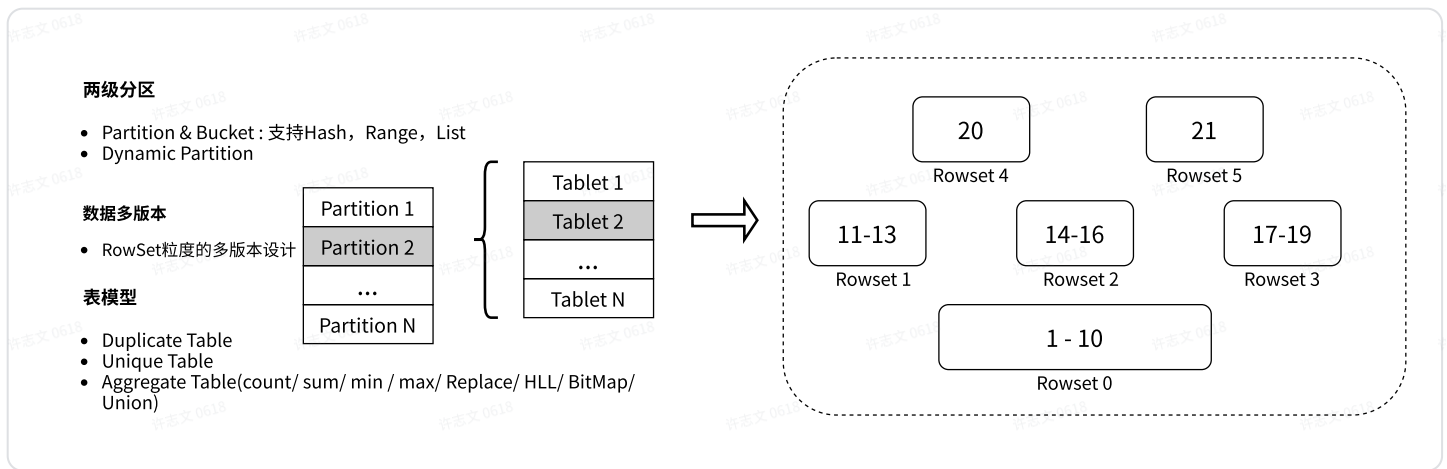 两级分区
Partition & Bucket : 支持Hash，Range，List
Dynamic Partition
数据多版本
RowSet粒度的多版本设计
表模型
Duplicate Table
Unique Table
Aggregate Table(count/ sum/ min / max/ Replace/ HLL/ BitMap/
Union)
Partition 1
Partition 2
...
Partition N
Tablet 1
Tablet 2
...
Tablet N
20
Rowset 4
21
Rowset 5
11-13
Rowset 1
14-16
Rowset 2
17-19
Rowset 3
1 - 10
Rowset 0
许志文 0618